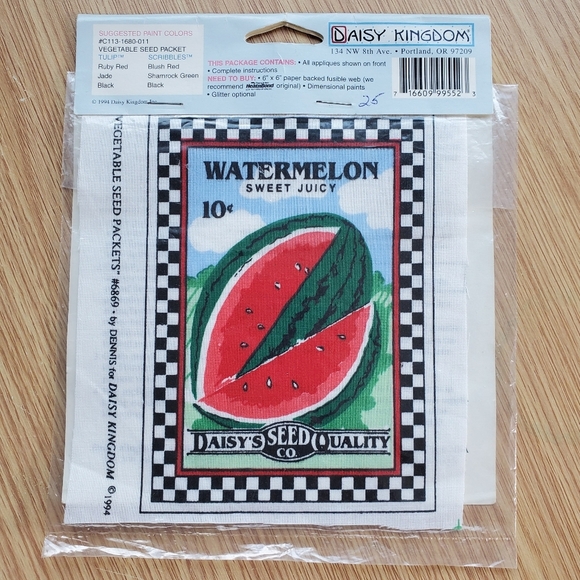 SUGGESTED PAINT COLORS
#C113-1680-011
VEGETABLE SEED PACKET
TULIP™ SCRIBBLES™
Ruby Red Blush Red
Jade Shamrock Green
Black Black
© 1994 Daisy Kingdom Inc.
THIS PACKAGE CONTAINS: • All appliques shown on front
• Complete instructions
NEED TO BUY: • 6" x 6" paper backed fusible web (we
recommend HeatnBond original) • Dimensional paints
• Glitter optional
25
DAISY KINGDOM®
134 NW 8th Ave. • Portland, OR 97209
7 16609 99552 3
VEGETABLE SEED PACKETS" #6869 • by DENNIS for DAISY KINGDOM ©1994
WATERMELON
SWEET JUICY
10¢
DAISY'S SEED CO. QUALITY